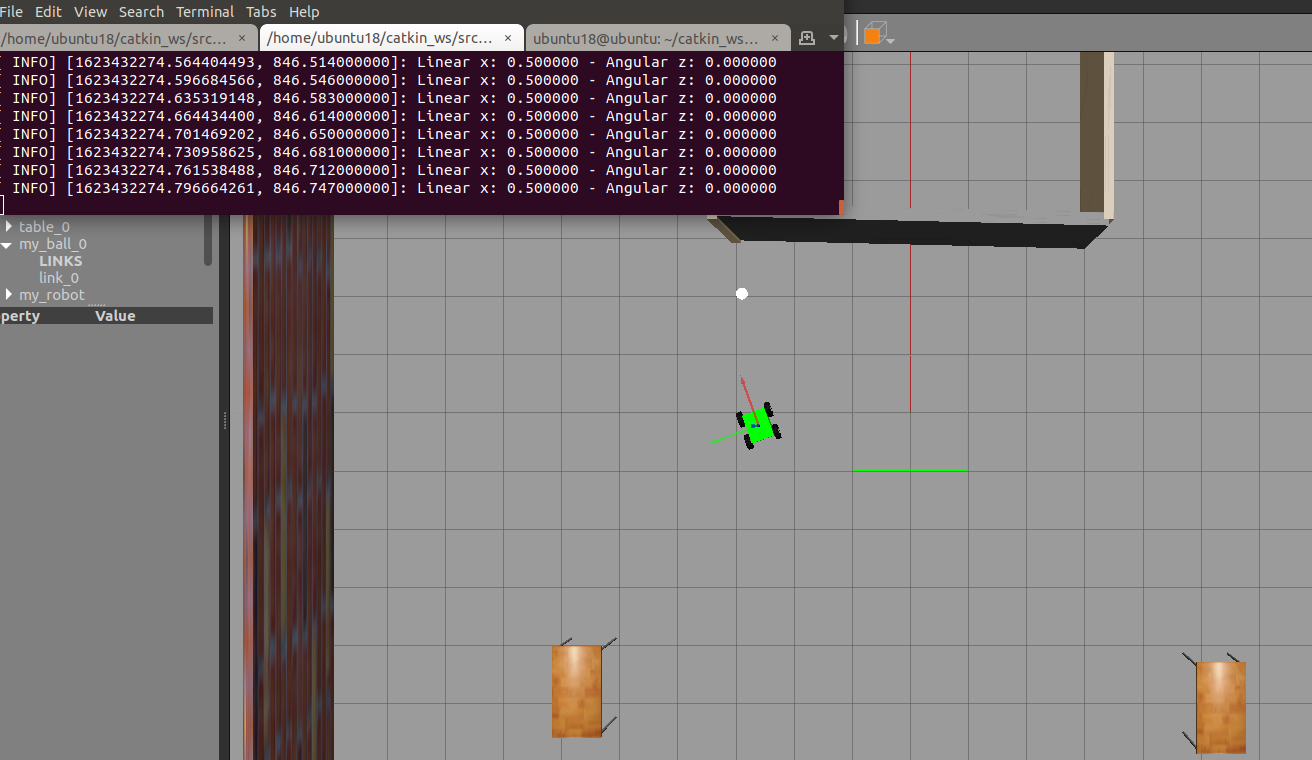 File Edit View Search Terminal Tabs Help
/home/ubuntu18/catkin_ws/src... × /home/ubuntu18/catkin_ws/src... × ubuntu18@ubuntu: ~/catkin_ws... ×
INFO] [1623432274.564404493, 846.514000000]: Linear x: 0.500000 - Angular z: 0.000000
INFO] [1623432274.596684566, 846.546000000]: Linear x: 0.500000 - Angular z: 0.000000
INFO] [1623432274.635319148, 846.583000000]: Linear x: 0.500000 - Angular z: 0.000000
INFO] [1623432274.664434400, 846.614000000]: Linear x: 0.500000 - Angular z: 0.000000
INFO] [1623432274.701469202, 846.650000000]: Linear x: 0.500000 - Angular z: 0.000000
INFO] [1623432274.730958625, 846.681000000]: Linear x: 0.500000 - Angular z: 0.000000
INFO] [1623432274.761538488, 846.712000000]: Linear x: 0.500000 - Angular z: 0.000000
INFO] [1623432274.796664261, 846.747000000]: Linear x: 0.500000 - Angular z: 0.000000
table_0
my_ball_0
LINKS
link_0
my_robot
perty Value